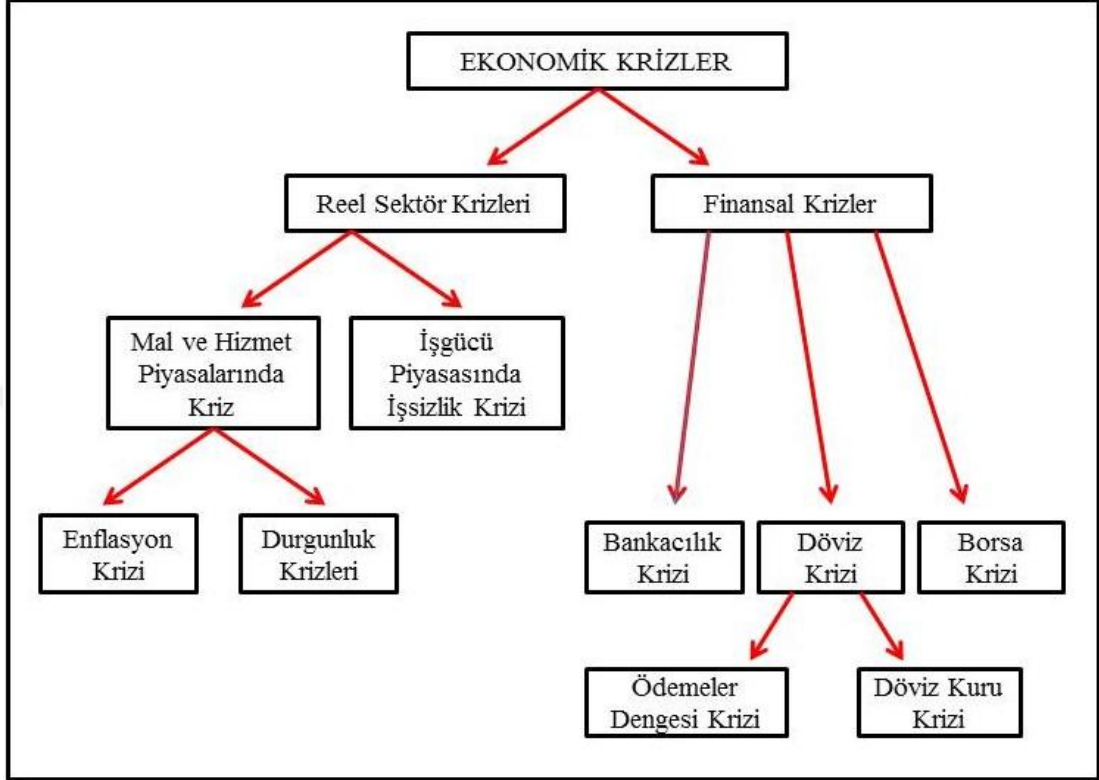 EKONOMİK KRİZLER
Reel Sektör Krizleri
Finansal Krizler
Mal ve Hizmet
Piyasalarında
Kriz
İşgücü
Piyasasında
İşsizlik Krizi
Enflasyon
Krizi
Durgunluk
Krizleri
Bankacılık
Krizi
Döviz
Krizi
Borsa
Krizi
Ödemeler
Dengesi Krizi
Döviz Kuru
Krizi